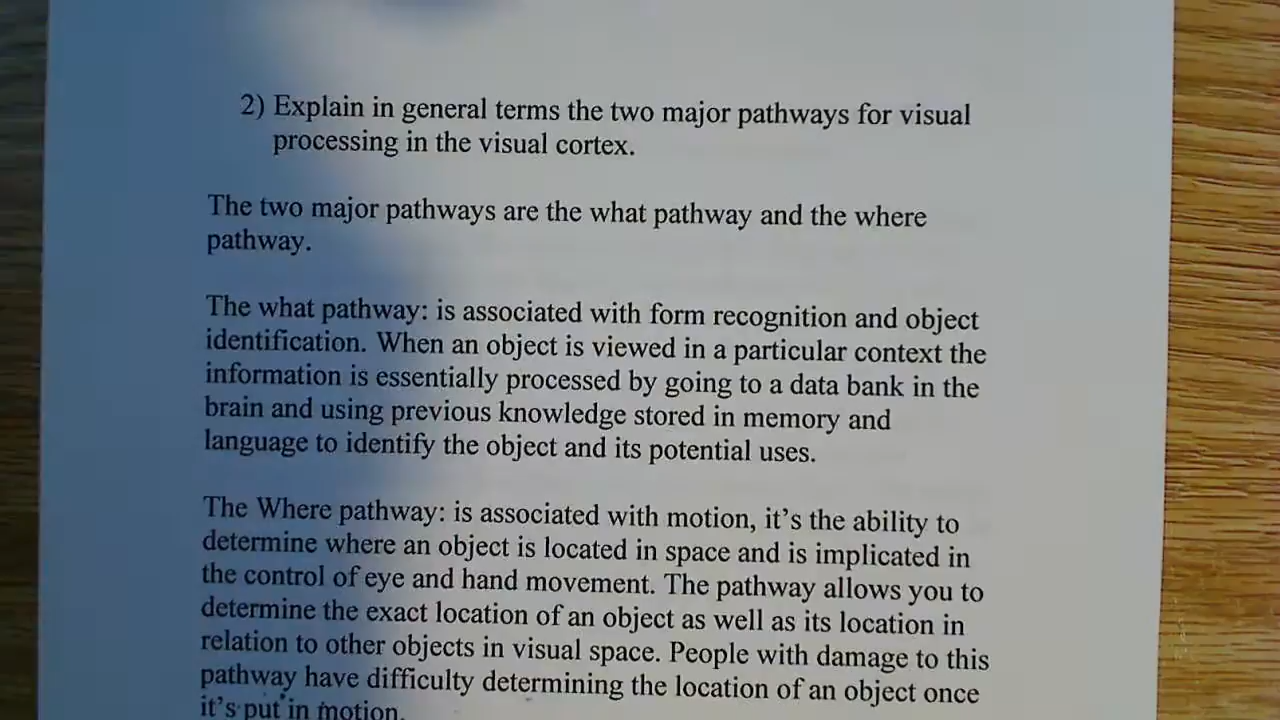 2) Explain in general terms the two major pathways for visual
processing in the visual cortex.
The two major pathways are the what pathway and the where
pathway.
The what pathway: is associated with form recognition and object
identification. When an object is viewed in a particular context the
information is essentially processed by going to a data bank in the
brain and using previous knowledge stored in memory and
language to identify the object and its potential uses.
The Where pathway: is associated with motion, it’s the ability to
determine where an object is located in space and is implicated in
the control of eye and hand movement. The pathway allows you to
determine the exact location of an object as well as its location in
relation to other objects in visual space. People with damage to this
pathway have difficulty determining the location of an object once
it’s put in motion.